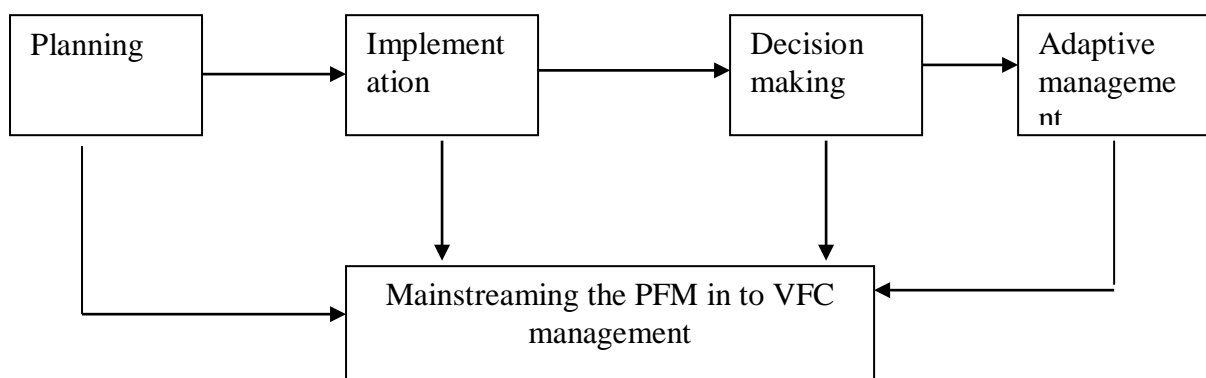 Planning
Implement
ation
Decision
making
Adaptive
manageme
nt
Mainstreaming the PFM in to VFC
management